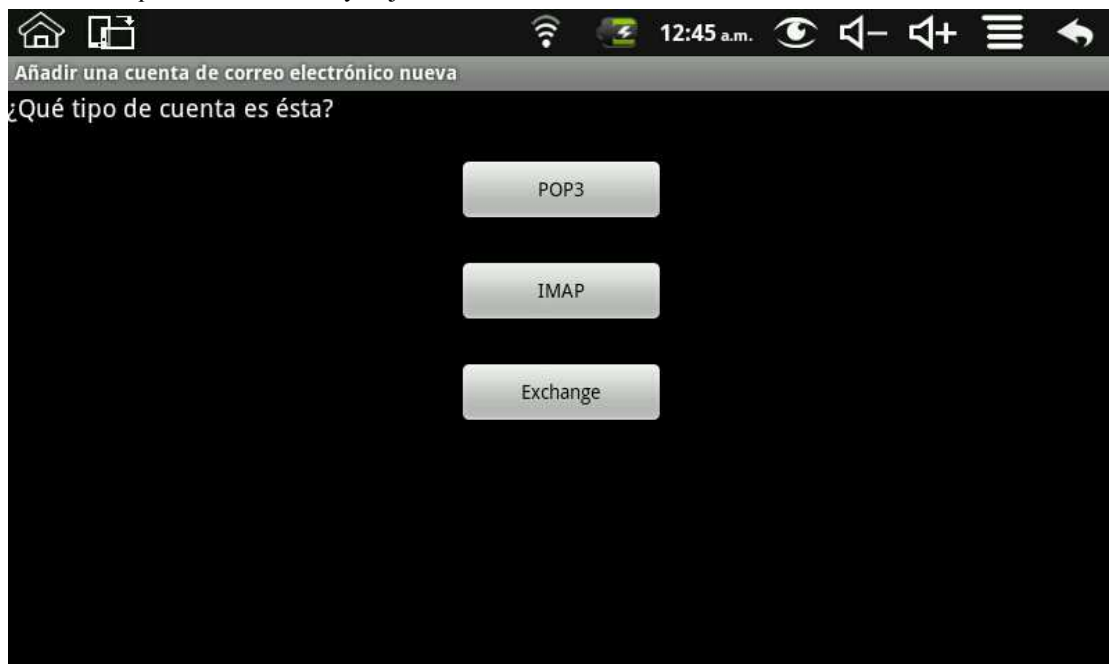 12:45 a.m.
Añadir una cuenta de correo electrónico nueva
¿Qué tipo de cuenta es ésta?
POP3
IMAP
Exchange